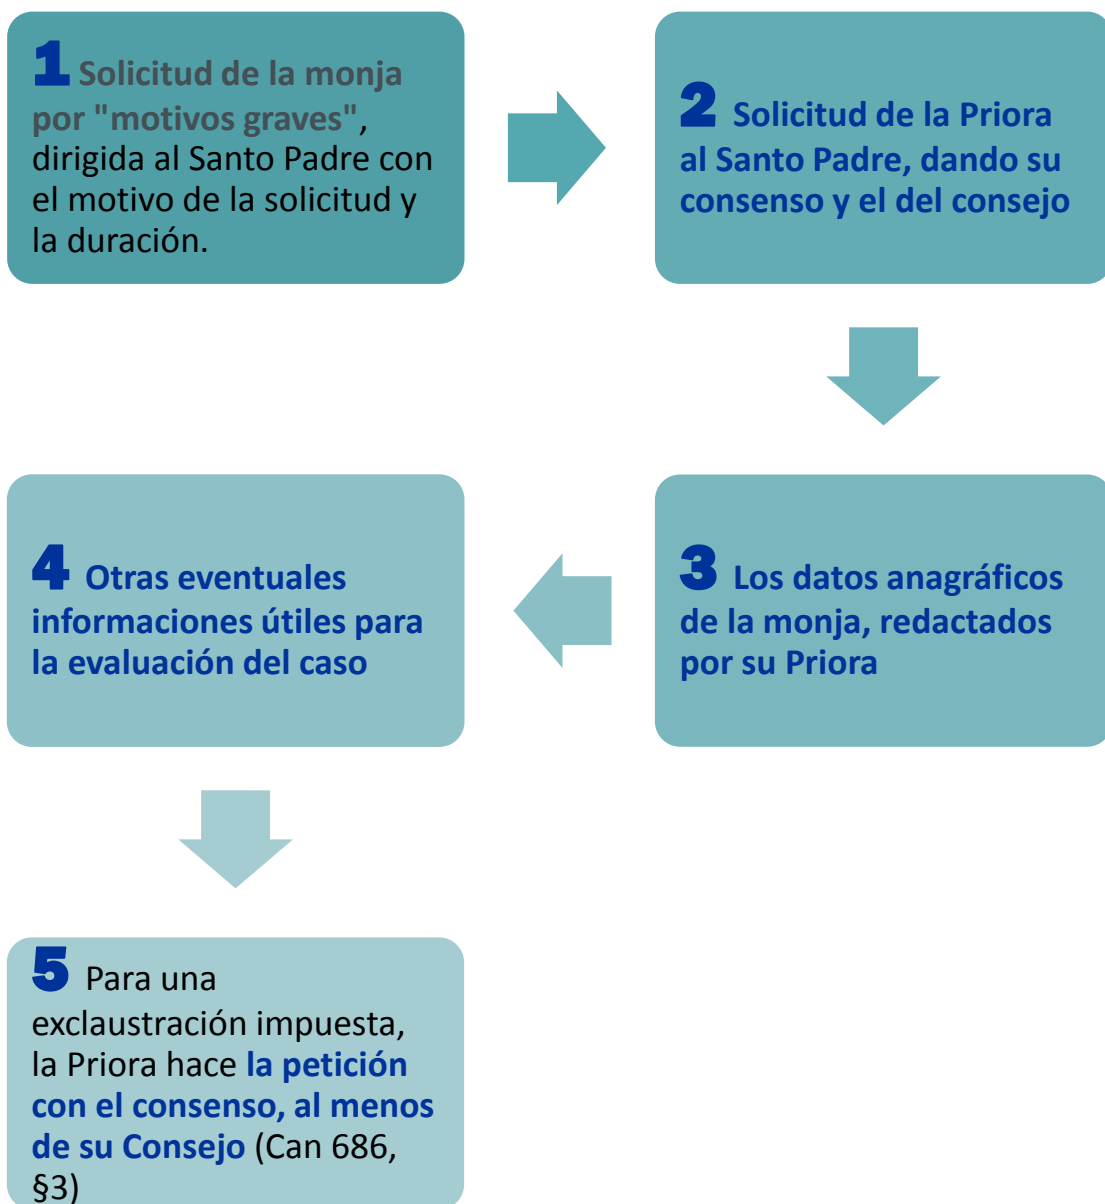 1 Solicitud de la monja
por "motivos graves",
dirigida al Santo Padre con
el motivo de la solicitud y
la duración.
2 Solicitud de la Priora
al Santo Padre, dando su
consenso y el del consejo
3 Los datos anagráficos
de la monja, redactados
por su Priora
4 Otras eventuales
informaciones útiles para
la evaluación del caso
5 Para una
exclaustración impuesta,
la Priora hace la petición
con el consenso, al menos
de su Consejo (Can 686,
§3)